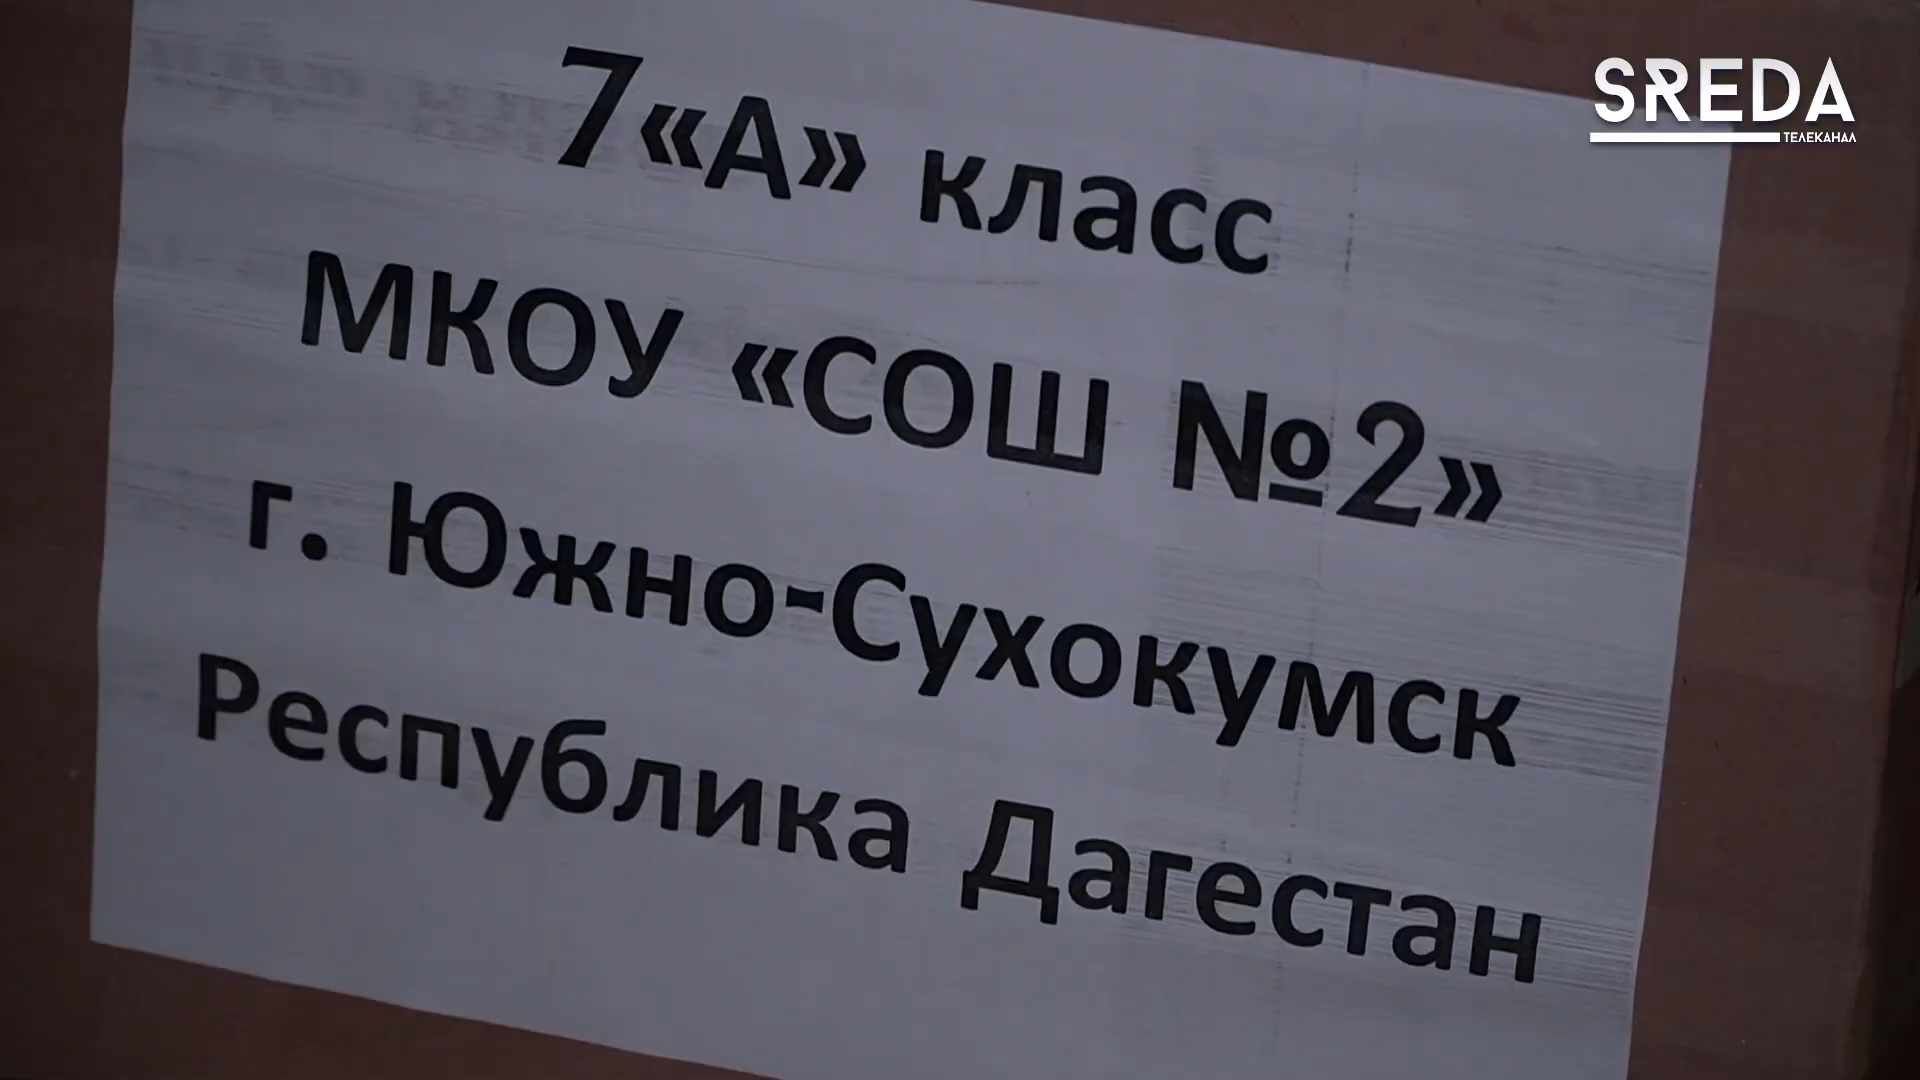 SREDA
ТЕЛЕКАНАЛ
7«А» класс
МКОУ «СОШ №2»
г. Южно-Сухокумск
Республика Дагестан